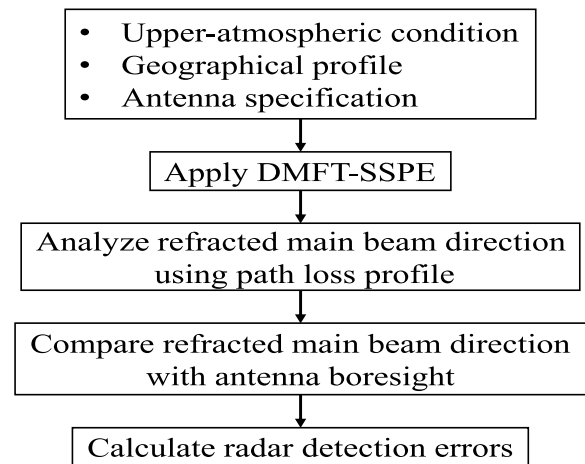 • Upper-atmospheric condition
• Geographical profile
• Antenna specification
Apply DMFT-SSPE
Analyze refracted main beam direction
using path loss profile
Compare refracted main beam direction
with antenna boresight
Calculate radar detection errors